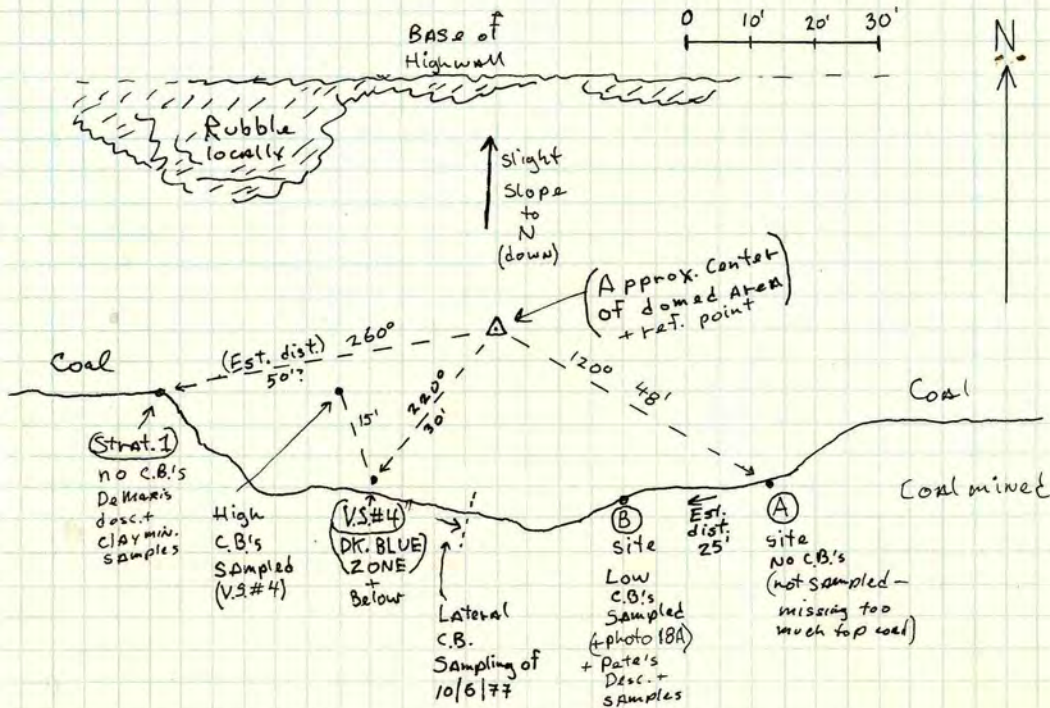 BASE of
Highwall
0 10' 20' 30'
N
Rubble
locally
slight
slope
to
N
(down)
(Approx. Center
of domed AreA
+ ref. point)
Coal
(Est. dist.) 260°
50'?
15'
220°
30'
120°
48'
CoAl
CoAl mined
Strat. 1
no C.B.'s
DeMaris
desc. +
clAy min.
sAmples
High
C.B.'s
SAmpled
(V.S.#4)
V.S.#4
(DK. BLUE
ZONE)
+
Below
LAterAl
C.B.
SAmpling of
10/6/77
B
Site
Low
C.B.'s
SAmpled
(+photo 18A)
+ Pete's
Desc. +
sAmples
Est.
dist.
25'
A
site
No C.B.'s
(not sAmpled –
missing too
much top coAl)